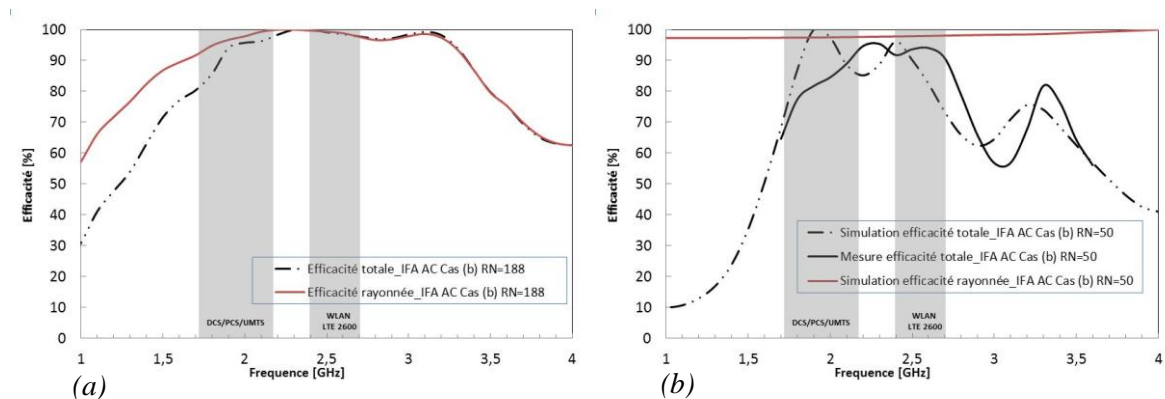 100
90
80
70
60
50
40
30
20
10
0
Efficacité [%]
Efficacité totale_IFA AC Cas (b) RN=188
Efficacité rayonnée_IFA AC Cas (b) RN=188
DCS/PCS/UMTS
WLAN
LTE 2600
1 1,5 2 2,5 3 3,5 4
Frequence [GHz]
(a)
100
90
80
70
60
50
40
30
20
10
0
Efficacité [%]
Simulation efficacité totale_IFA AC Cas (b) RN=50
Mesure efficacité totale_IFA AC Cas (b) RN=50
Simulation efficacité rayonnée_IFA AC Cas (b) RN=50
DCS/PCS/UMTS
WLAN
LTE 2600
1 1,5 2 2,5 3 3,5 4
Frequence [GHz]
(b)